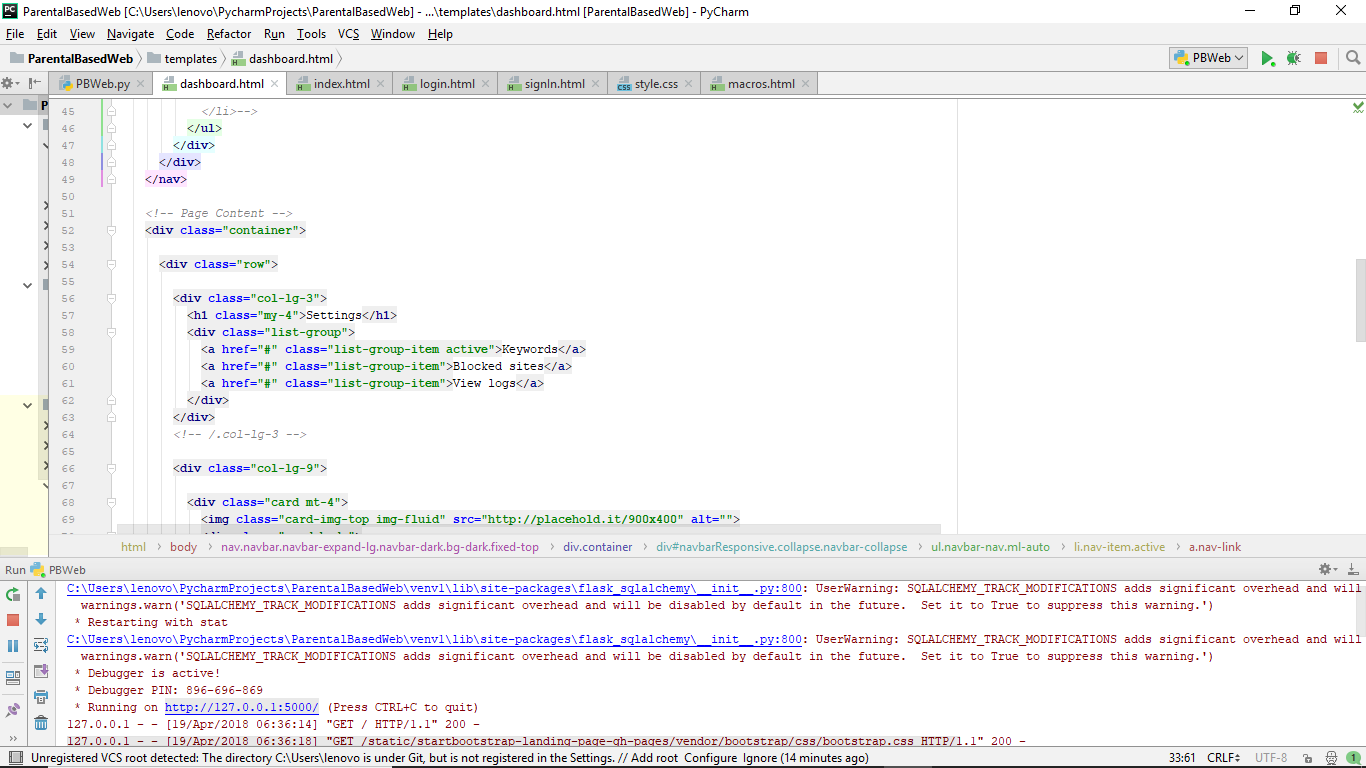 ParentalBasedWeb [C:\Users\lenovo\PycharmProjects\ParentalBasedWeb] - ...\templates\dashboard.html [ParentalBasedWeb] - PyCharm
File Edit View Navigate Code Refactor Run Tools VCS Window Help
ParentalBasedWeb templates dashboard.html PBWeb
PBWeb.py dashboard.html index.html login.html signIn.html style.css macros.html
P
45 </li>-->
46 </ul>
47 </div>
48 </div>
49 </nav>
50
51 <!-- Page Content -->
52 <div class="container">
53
54 <div class="row">
55
56 <div class="col-lg-3">
57 <h1 class="my-4">Settings</h1>
58 <div class="list-group">
59 <a href="#" class="list-group-item active">Keywords</a>
60 <a href="#" class="list-group-item">Blocked sites</a>
61 <a href="#" class="list-group-item">View logs</a>
62 </div>
63 </div>
64 <!-- /.col-lg-3 -->
65
66 <div class="col-lg-9">
67
68 <div class="card mt-4">
69 <img class="card-img-top img-fluid" src="http://placehold.it/900x400" alt="">
html body nav.navbar.navbar-expand-lg.navbar-dark.bg-dark.fixed-top div.container div#navbarResponsive.collapse.navbar-collapse ul.navbar-nav.ml-auto li.nav-item.active a.nav-link
Run PBWeb
C:\Users\lenovo\PycharmProjects\ParentalBasedWeb\venv1\lib\site-packages\flask_sqlalchemy\__init__.py:800: UserWarning: SQLALCHEMY_TRACK_MODIFICATIONS adds significant overhead and will
warnings.warn('SQLALCHEMY_TRACK_MODIFICATIONS adds significant overhead and will be disabled by default in the future.  Set it to True to suppress this warning.')
* Restarting with stat
C:\Users\lenovo\PycharmProjects\ParentalBasedWeb\venv1\lib\site-packages\flask_sqlalchemy\__init__.py:800: UserWarning: SQLALCHEMY_TRACK_MODIFICATIONS adds significant overhead and will
warnings.warn('SQLALCHEMY_TRACK_MODIFICATIONS adds significant overhead and will be disabled by default in the future.  Set it to True to suppress this warning.')
* Debugger is active!
* Debugger PIN: 896-696-869
* Running on http://127.0.0.1:5000/ (Press CTRL+C to quit)
127.0.0.1 - - [19/Apr/2018 06:36:14] "GET / HTTP/1.1" 200 -
127.0.0.1 - - [19/Apr/2018 06:36:18] "GET /static/startbootstrap-landing-page-gh-pages/vendor/bootstrap/css/bootstrap.css HTTP/1.1" 200 -
Unregistered VCS root detected: The directory C:\Users\lenovo is under Git, but is not registered in the Settings. // Add root Configure Ignore (14 minutes ago) 33:61 CRLF UTF-8 1